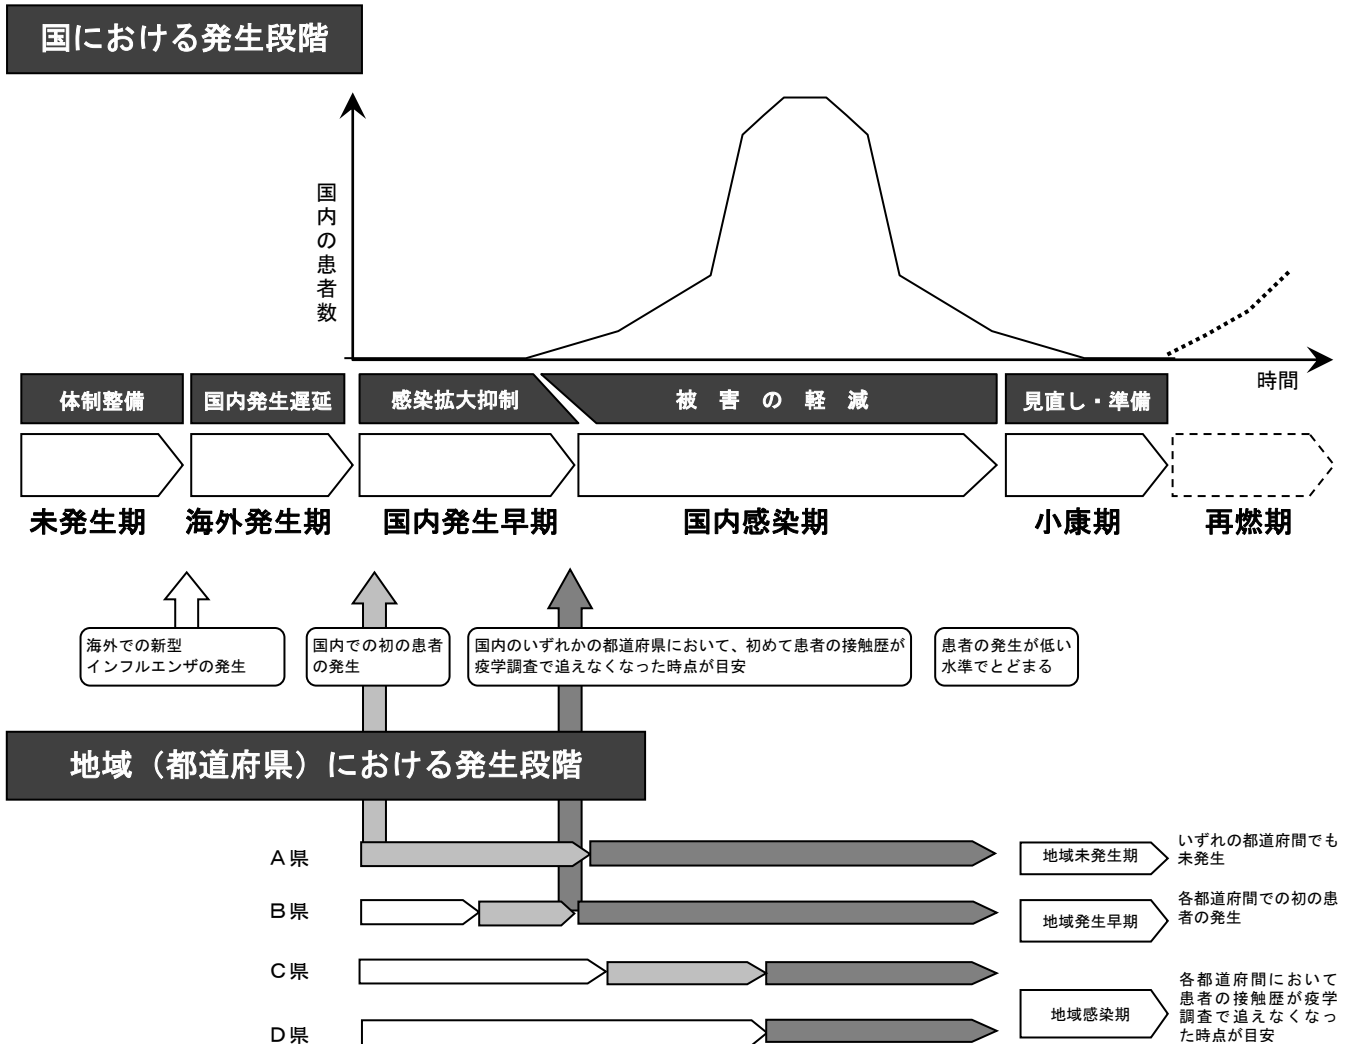 国における発生段階
国内の患者数
時間
体制整備
国内発生遅延
感染拡大抑制
被害の軽減
見直し・準備
未発生期
海外発生期
国内発生早期
国内感染期
小康期
再燃期
海外での新型
インフルエンザの発生
国内での初の患者
の発生
国内のいずれかの都道府県において、初めて患者の接触歴が
疫学調査で追えなくなった時点が目安
患者の発生が低い
水準でとどまる
地域（都道府県）における発生段階
A県
B県
C県
D県
地域未発生期
いずれの都道府間でも
未発生
地域発生早期
各都道府間での初の患
者の発生
地域感染期
各都道府間において
患者の接触歴が疫学
調査で追えなくなっ
た時点が目安